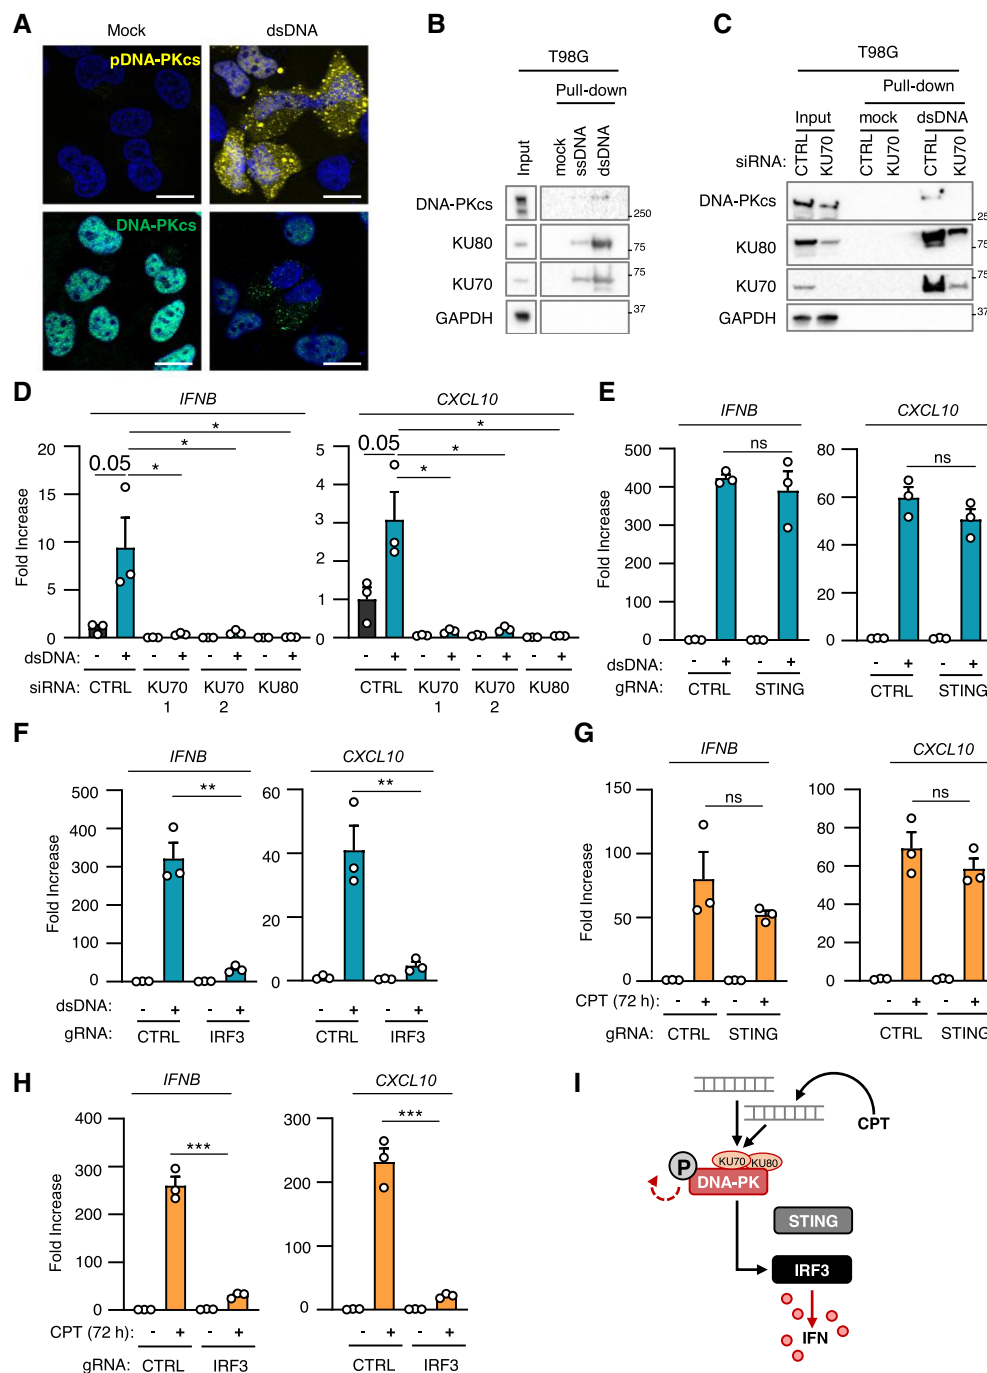 A
Mock
dsDNA
pDNA-PKcs
DNA-PKcs
B
T98G
Pull-down
Input
mock
ssDNA
dsDNA
DNA-PKcs
250
KU80
75
KU70
75
GAPDH
37
C
T98G
Pull-down
Input
mock
dsDNA
siRNA:
CTRL
KU70
CTRL
KU70
CTRL
KU70
DNA-PKcs
25
KU80
75
KU70
75
GAPDH
37
D
IFNB
CXCL10
Fold Increase
20
15
10
5
0
0.05
*
*
*
5
4
3
2
1
0
0.05
*
*
*
dsDNA: - + - + - + - +
- + - + - + - +
siRNA: CTRL KU70 1 KU70 2 KU80
CTRL KU70 1 KU70 2 KU80
E
IFNB
CXCL10
Fold Increase
500
400
300
200
100
0
ns
80
60
40
20
0
ns
dsDNA: - + - +
- + - +
gRNA: CTRL STING
CTRL STING
F
IFNB
CXCL10
Fold Increase
500
400
300
200
100
0
**
60
40
20
0
**
dsDNA: - + - +
- + - +
gRNA: CTRL IRF3
CTRL IRF3
G
IFNB
CXCL10
Fold Increase
150
100
50
0
ns
100
80
60
40
20
0
ns
CPT (72 h) - + - +
- + - +
gRNA: CTRL STING
CTRL STING
H
IFNB
CXCL10
Fold Increase
400
300
200
100
0
***
300
200
100
0
***
CPT (72 h): - + - +
- + - +
gRNA: CTRL IRF3
CTRL IRF3
I
CPT
KU70
KU80
P
DNA-PK
STING
IRF3
IFN